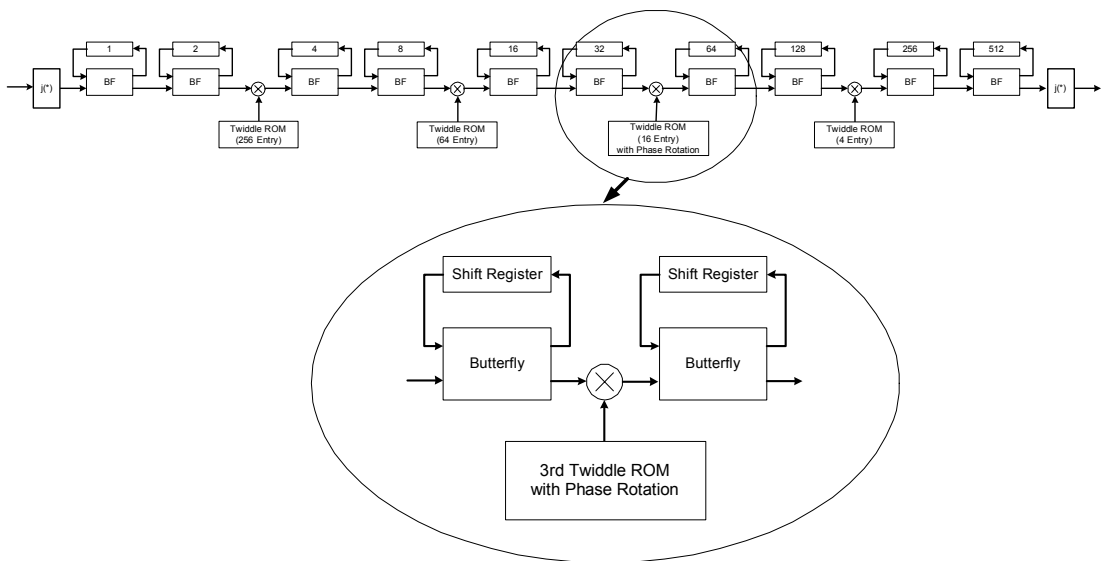 1
2
4
8
16
32
64
128
256
512
j(*)
BF
BF
BF
BF
BF
BF
BF
BF
BF
BF
j(*)
Twiddle ROM
(256 Entry)
Twiddle ROM
(64 Entry)
Twiddle ROM
(16 Entry)
with Phase Rotation
Twiddle ROM
(4 Entry)
Shift Register
Shift Register
Butterfly
Butterfly
3rd Twiddle ROM
with Phase Rotation